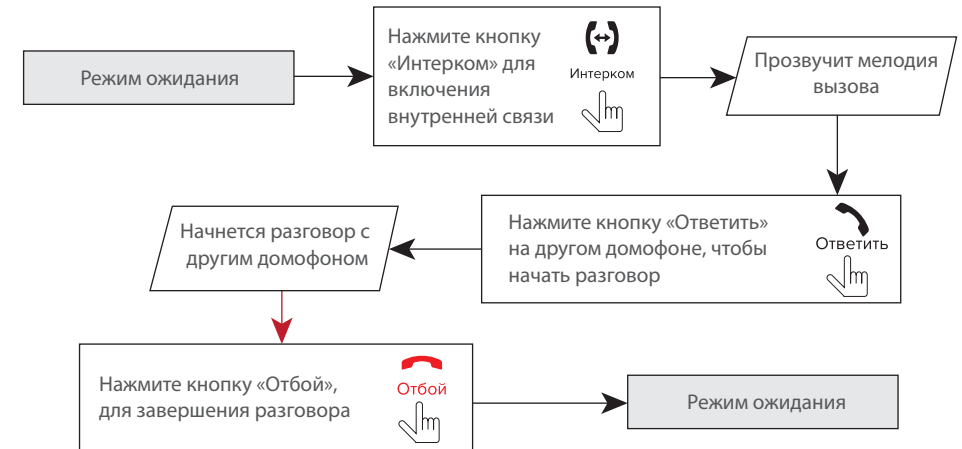 Режим ожидания
Нажмите кнопку
«Интерком» для
включения
внутренней связи
Интерком
Прозвучит мелодия
вызова
Нажмите кнопку «Ответить»
на другом домофоне, чтобы
начать разговор
Ответить
Начнется разговор с
другим домофоном
Нажмите кнопку «Отбой»,
для завершения разговора
Отбой
Режим ожидания